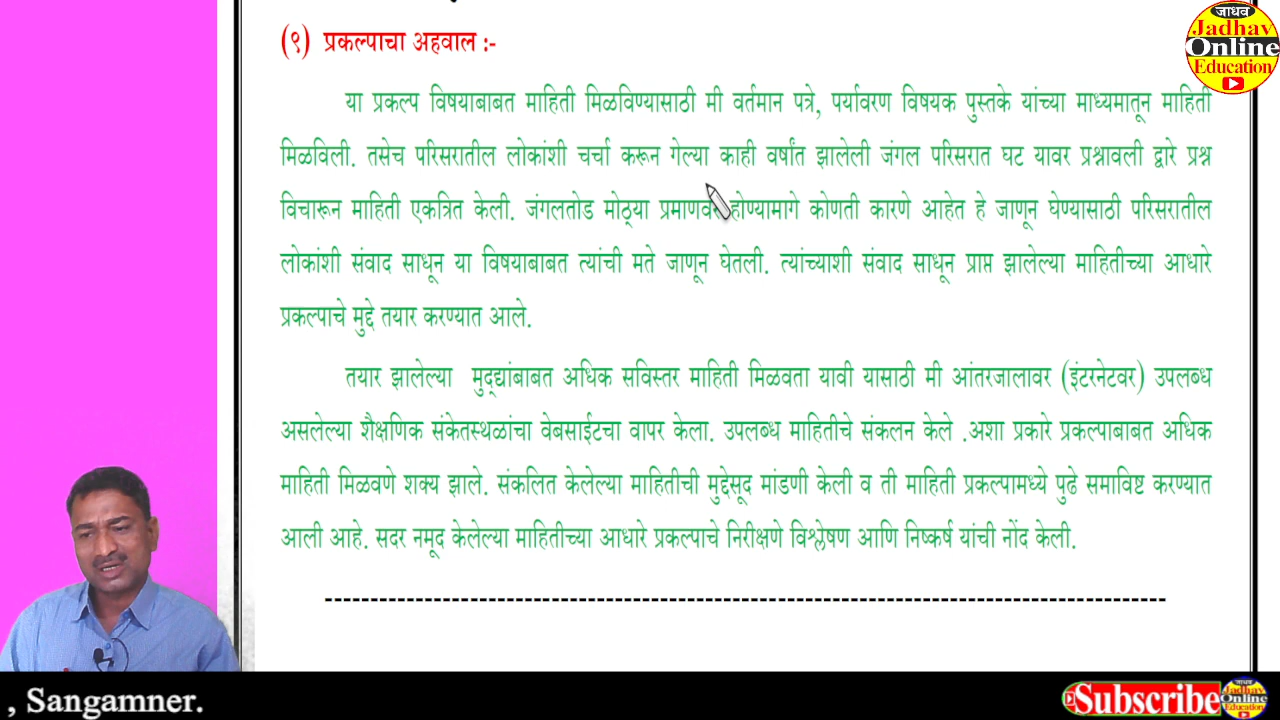 (९) प्रकल्पाचा अहवाल :-
जाधव
Jadhav
Online
Education
या प्रकल्प विषयाबाबत माहिती मिळविण्यासाठी मी वर्तमान पत्रे, पर्यावरण विषयक पुस्तके यांच्या माध्यमातून माहिती
मिळविली. तसेच परिसरातील लोकांशी चर्चा करून गेल्या काही वर्षांत झालेली जंगल परिसरात घट यावर प्रश्नावली द्वारे प्रश्न
विचारून माहिती एकत्रित केली. जंगलतोड मोठ्या प्रमाणवर होण्यामागे कोणती कारणे आहेत हे जाणून घेण्यासाठी परिसरातील
लोकांशी संवाद साधून या विषयाबाबत त्यांची मते जाणून घेतली. त्यांच्याशी संवाद साधून प्राप्त झालेल्या माहितीच्या आधारे
प्रकल्पाचे मुद्दे तयार करण्यात आले.
तयार झालेल्या मुद्द्यांबाबत अधिक सविस्तर माहिती मिळवता यावी यासाठी मी आंतरजालावर (इंटरनेटवर) उपलब्ध
असलेल्या शैक्षणिक संकेतस्थळांचा वेबसाईटचा वापर केला. उपलब्ध माहितीचे संकलन केले .अशा प्रकारे प्रकल्पाबाबत अधिक
माहिती मिळवणे शक्य झाले. संकलित केलेल्या माहितीची मुद्देसूद मांडणी केली व ती माहिती प्रकल्पामध्ये पुढे समाविष्ट करण्यात
आली आहे. सदर नमूद केलेल्या माहितीच्या आधारे प्रकल्पाचे निरीक्षणे विश्लेषण आणि निष्कर्ष यांची नोंद केली.
, Sangamner.
Subscribe
जाधव
Jadhav
Online
Education